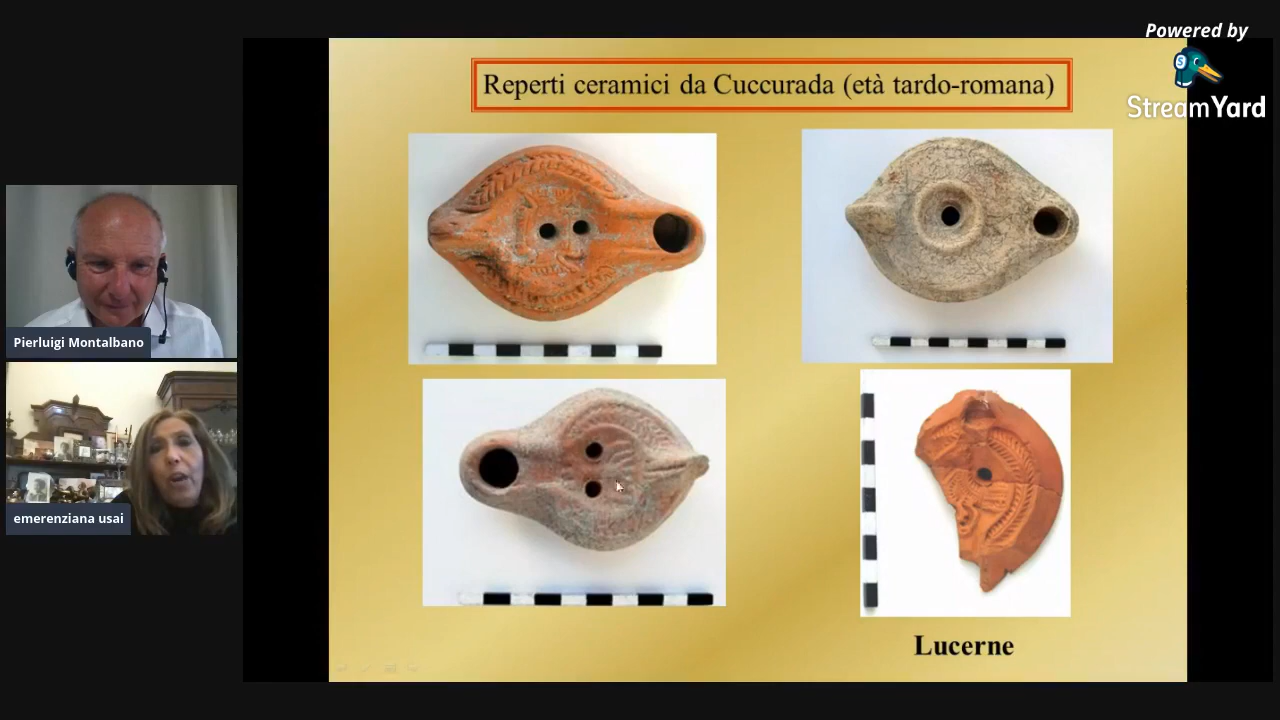 Powered by
StreamYard
Reperti ceramici da Cuccurada (età tardo-romana)
Pierluigi Montalbano
emerenziana usai
Lucerne